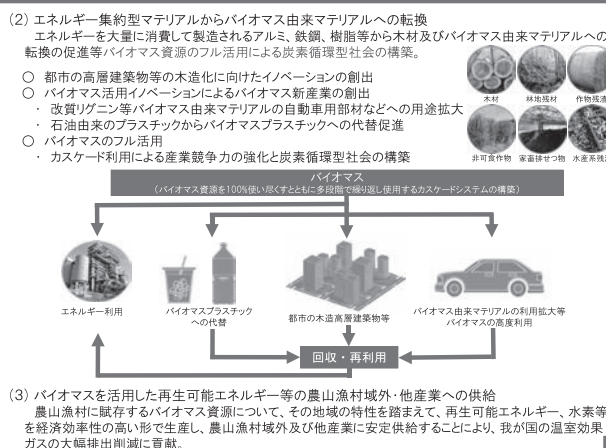 (2) エネルギー集約型マテリアルからバイオマス由来マテリアルへの転換
エネルギーを大量に消費して製造されるアルミ、鉄鋼、樹脂等から木材及びバイオマス由来マテリアルへの
転換の促進等バイオマス資源のフル活用による炭素循環型社会の構築。
○ 都市の高層建築物等の木造化に向けたイノベーションの創出
○ バイオマス活用イノベーションによるバイオマス新産業の創出
・ 改質リグニン等バイオマス由来マテリアルの自動車用部材などへの用途拡大
・ 石油由来のプラスチックからバイオマスプラスチックへの代替促進
○ バイオマスのフル活用
・ カスケード利用による産業競争力の強化と炭素循環型社会の構築
木材 林地残材 作物残渣
非可食作物 家畜排せつ物 水産系残渣
バイオマス
(バイオマス資源を100%使い尽くすとともに多段階で繰り返し使用するカスケードシステムの構築)
エネルギー利用
バイオマスプラスチック
への代替
都市の木造高層建築物等
バイオマス由来マテリアルの利用拡大等
バイオマスの高度利用
回収・再利用
(3) バイオマスを活用した再生可能エネルギー等の農山漁村域外・他産業への供給
農山漁村に賦存するバイオマス資源について、その地域の特性を踏まえて、再生可能エネルギー、水素等
を経済効率性の高い形で生産し、農山漁村域外及び他産業に安定供給することにより、我が国の温室効果
ガスの大幅排出削減に貢献。